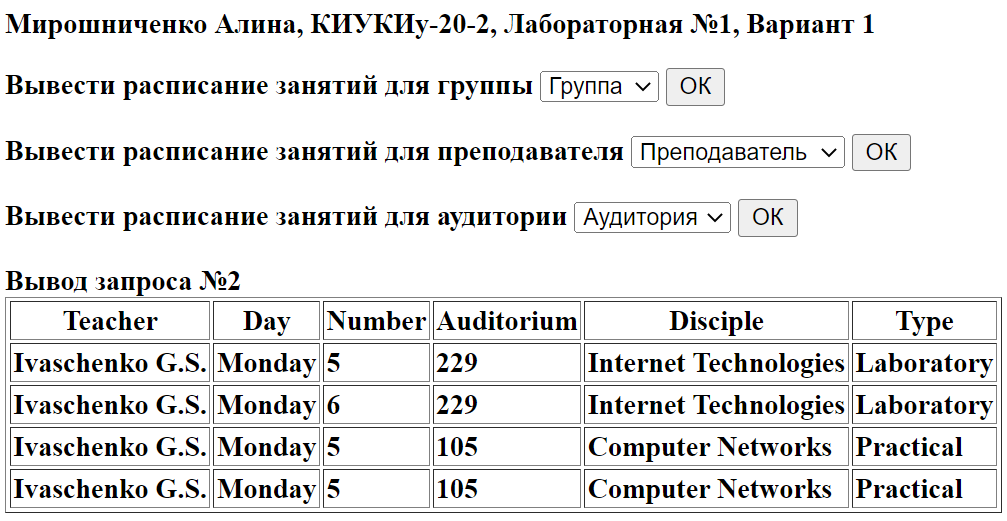 Мирошниченко Алина, КИУКИу-20-2, Лабораторная №1, Вариант 1
Вывести расписание занятий для группы Группа ОК
Вывести расписание занятий для преподавателя Преподаватель ОК
Вывести расписание занятий для аудитории Аудитория ОК
Вывод запроса №2
Teacher Day Number Auditorium Disciple Type
Ivaschenko G.S. Monday 5 229 Internet Technologies Laboratory
Ivaschenko G.S. Monday 6 229 Internet Technologies Laboratory
Ivaschenko G.S. Monday 5 105 Computer Networks Practical
Ivaschenko G.S. Monday 5 105 Computer Networks Practical